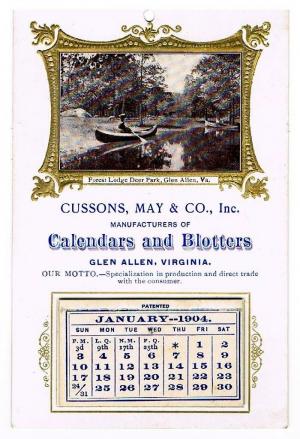 Forest Lodge Deer Park, Glen Allen, Va.
CUSSONS, MAY & CO., Inc.
MANUFACTURERS OF
Calendars and Blotters
GLEN ALLEN, VIRGINIA.
OUR MOTTO.—Specialization in production and direct trade
with the consumer.
PATENTED
JANUARY--1904.
SUN MON TUE WED THU FRI SAT
F. M. 3d L. Q. 9th N. M. 17th F. Q. 25th * 1 2
3 4 5 6 7 8 9
10 11 12 13 14 15 16
17 18 19 20 21 22 23
24/31 25 26 27 28 29 30